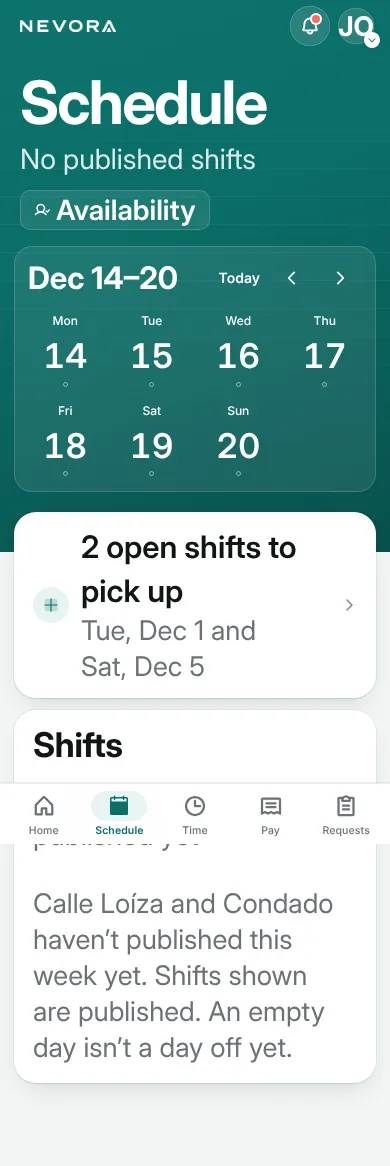 NEVORA
JO
Schedule
No published shifts
Availability
Dec 14–20
Today
Mon Tue Wed Thu
14 15 16 17
Fri Sat Sun
18 19 20
2 open shifts to
pick up
Tue, Dec 1 and
Sat, Dec 5
Shifts
Home Schedule Time Pay Requests
published yet.
Calle Loíza and Condado
haven’t published this
week yet. Shifts shown
are published. An empty
day isn’t a day off yet.